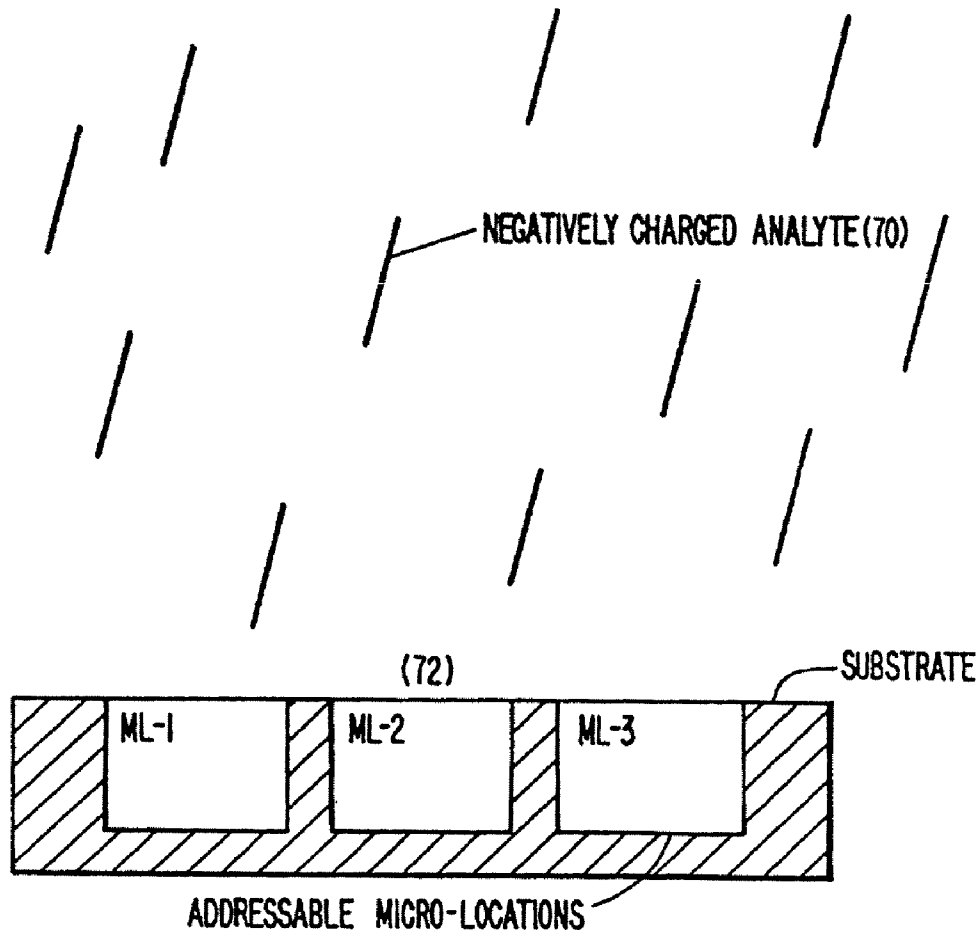 NEGATIVELY CHARGED ANALYTE(70)
(72)
SUBSTRATE
ML-1
ML-2
ML-3
ADDRESSABLE MICRO-LOCATIONS